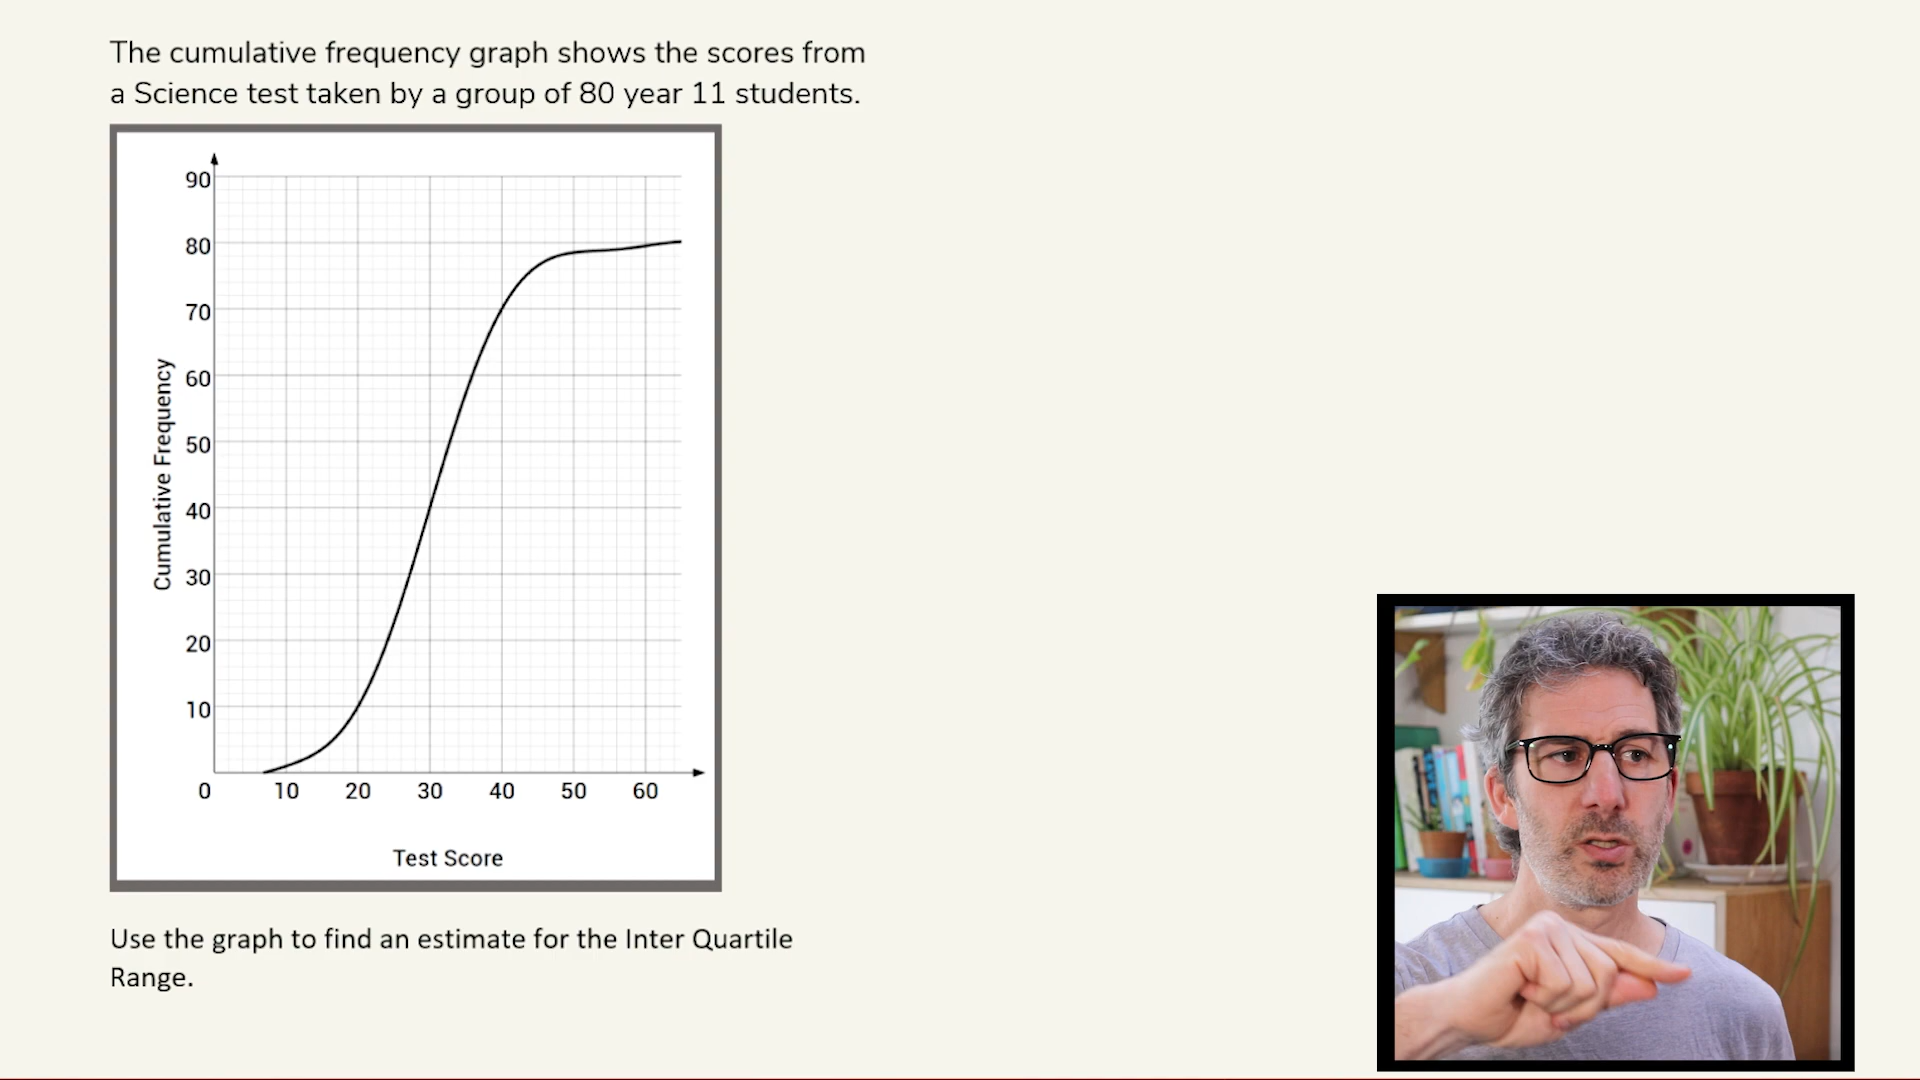 The cumulative frequency graph shows the scores from
a Science test taken by a group of 80 year 11 students.
90
80
70
60
50
40
30
20
10
Cumulative Frequency
0 10 20 30 40 50 60
Test Score
Use the graph to find an estimate for the Inter Quartile
Range.